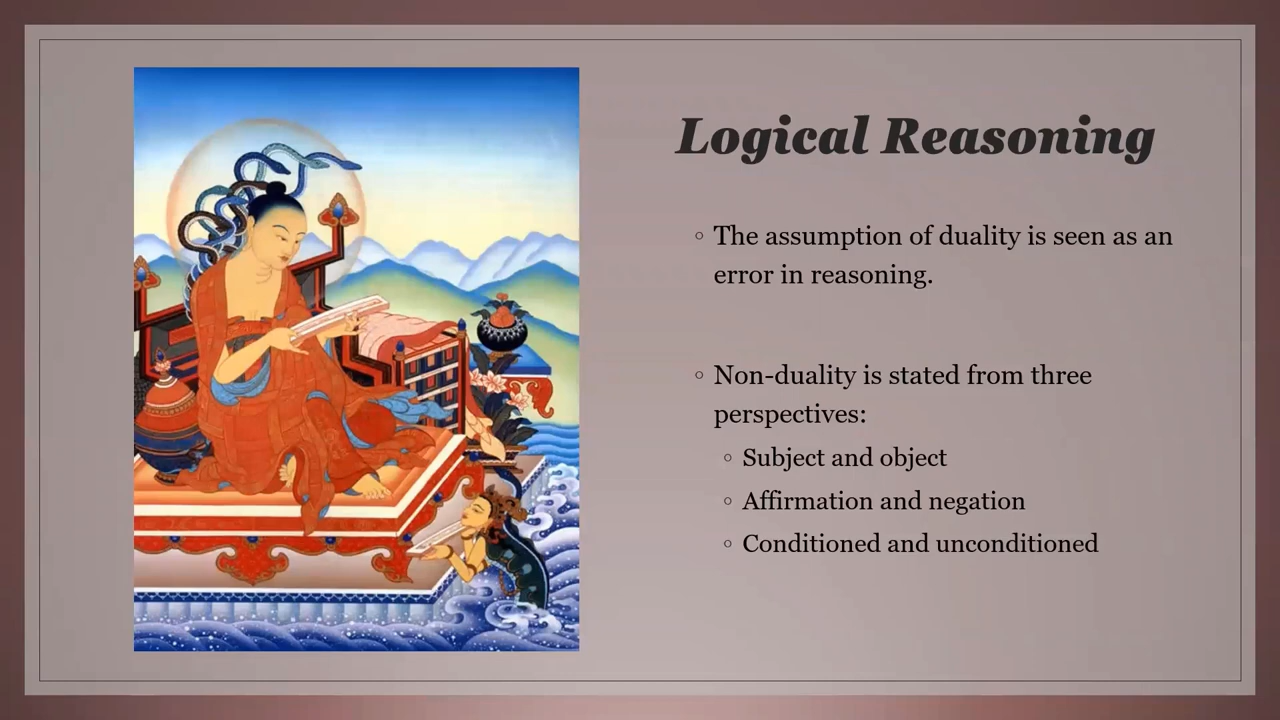 Logical Reasoning
◦ The assumption of duality is seen as an
error in reasoning.
◦ Non-duality is stated from three
perspectives:
◦ Subject and object
◦ Affirmation and negation
◦ Conditioned and unconditioned